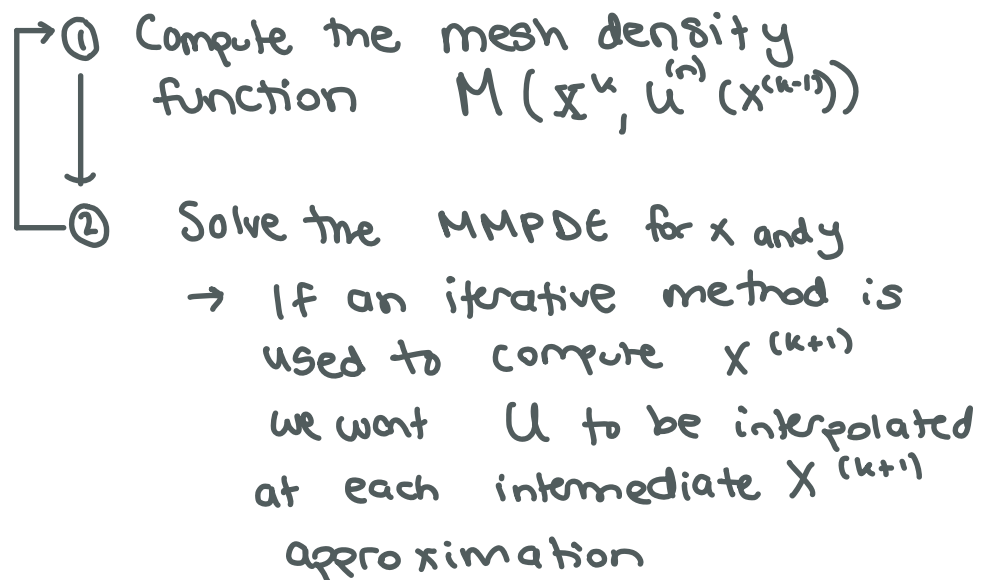 ① Compute the mesh density
function M(x^k, u^(n)(x^(k-1)))
② Solve the MMPDE for x and y
→ If an iterative method is
used to compute x^(k+1)
we want U to be interpolated
at each intermediate X^(k+1)
approximation